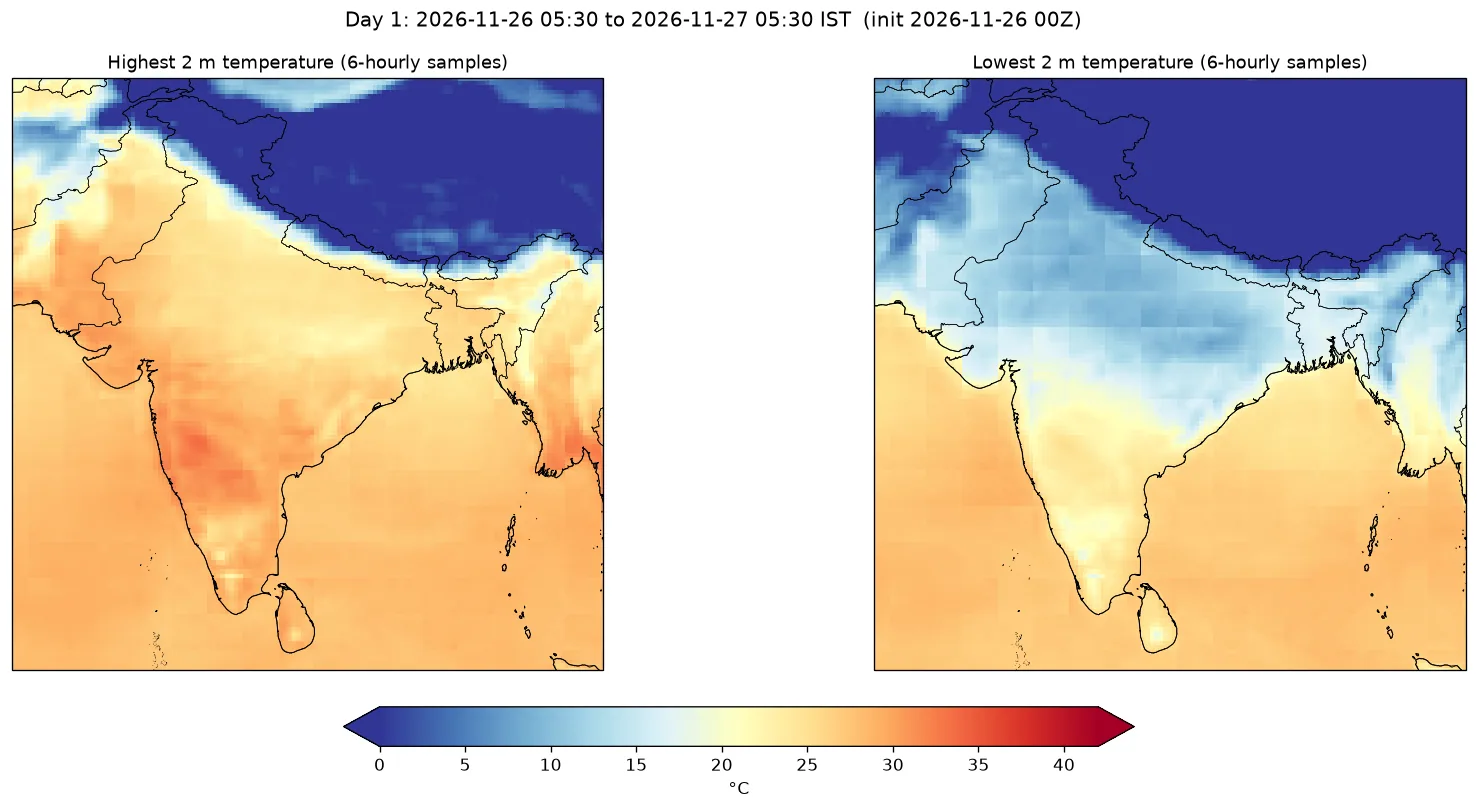 Day 1: 2026-11-26 05:30 to 2026-11-27 05:30 IST (init 2026-11-26 00Z)
Highest 2 m temperature (6-hourly samples)
Lowest 2 m temperature (6-hourly samples)
0 5 10 15 20 25 30 35 40
°C